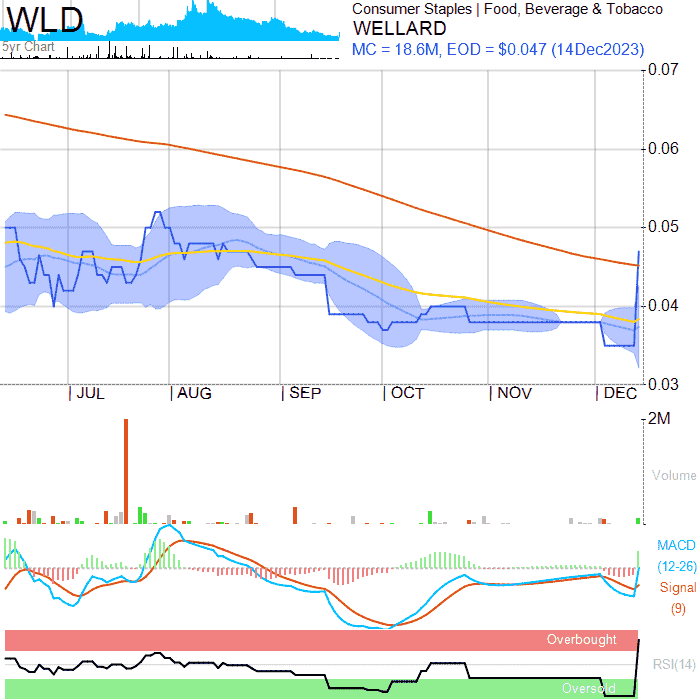 WLD
5yr Chart
Consumer Staples | Food, Beverage & Tobacco
WELLARD
MC = 18.6M, EOD = $0.047 (14Dec2023)
0.07
0.06
0.05
0.04
0.03
JUL AUG SEP OCT NOV DEC
2M
Volume
MACD
(12-26)
Signal
(9)
Overbought
RSI(14)
Oversold